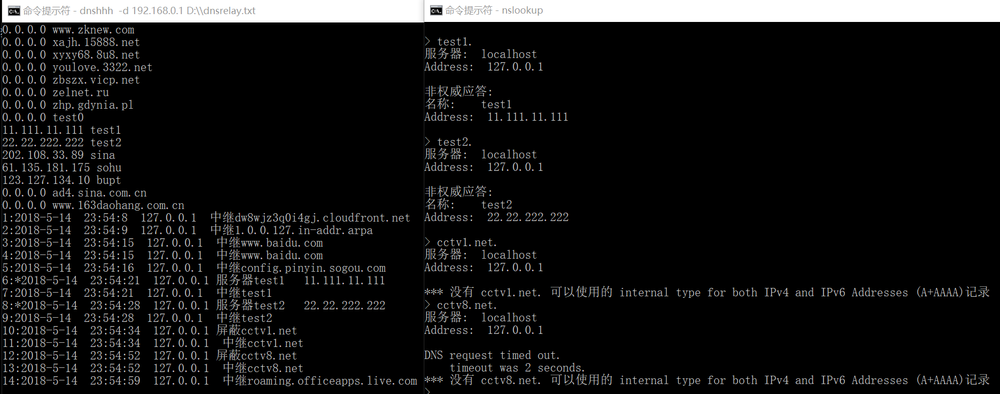 命令提示符 - dnshhh  -d 192.168.0.1 D:\\dnsrelay.txt
0.0.0.0 www.zknew.com
0.0.0.0 xajh.15888.net
0.0.0.0 xyxy68.8u8.net
0.0.0.0 youlove.3322.net
0.0.0.0 zbszx.vicp.net
0.0.0.0 zelnet.ru
0.0.0.0 zhp.gdynia.pl
0.0.0.0 test0
11.111.11.111 test1
22.22.222.222 test2
202.108.33.89 sina
61.135.181.175 sohu
123.127.134.10 bupt
0.0.0.0 ad4.sina.com.cn
0.0.0.0 www.163daohang.com.cn
1:2018-5-14  23:54:8  127.0.0.1  中继dw8wjz3q0i4gj.cloudfront.net
2:2018-5-14  23:54:9  127.0.0.1  中继1.0.0.127.in-addr.arpa
3:2018-5-14  23:54:15  127.0.0.1  中继www.baidu.com
4:2018-5-14  23:54:15  127.0.0.1  中继www.baidu.com
5:2018-5-14  23:54:16  127.0.0.1  中继config.pinyin.sogou.com
6:*2018-5-14  23:54:21  127.0.0.1 服务器test1   11.111.11.111
7:2018-5-14  23:54:21  127.0.0.1  中继test1
8:*2018-5-14  23:54:28  127.0.0.1 服务器test2   22.22.222.222
9:2018-5-14  23:54:28  127.0.0.1  中继test2
10:2018-5-14  23:54:34  127.0.0.1 屏蔽cctv1.net
11:2018-5-14  23:54:34  127.0.0.1  中继cctv1.net
12:2018-5-14  23:54:52  127.0.0.1 屏蔽cctv8.net
13:2018-5-14  23:54:52  127.0.0.1  中继cctv8.net
14:2018-5-14  23:54:59  127.0.0.1  中继roaming.officeapps.live.com
命令提示符 - nslookup
> test1.
服务器:  localhost
Address:  127.0.0.1
非权威应答:
名称:    test1
Address:  11.111.11.111
> test2.
服务器:  localhost
Address:  127.0.0.1
非权威应答:
名称:    test2
Address:  22.22.222.222
> cctv1.net.
服务器:  localhost
Address:  127.0.0.1
*** 没有 cctv1.net. 可以使用的 internal type for both IPv4 and IPv6 Addresses (A+AAAA)记录
> cctv8.net.
服务器:  localhost
Address:  127.0.0.1
DNS request timed out.
    timeout was 2 seconds.
*** 没有 cctv8.net. 可以使用的 internal type for both IPv4 and IPv6 Addresses (A+AAAA)记录
>